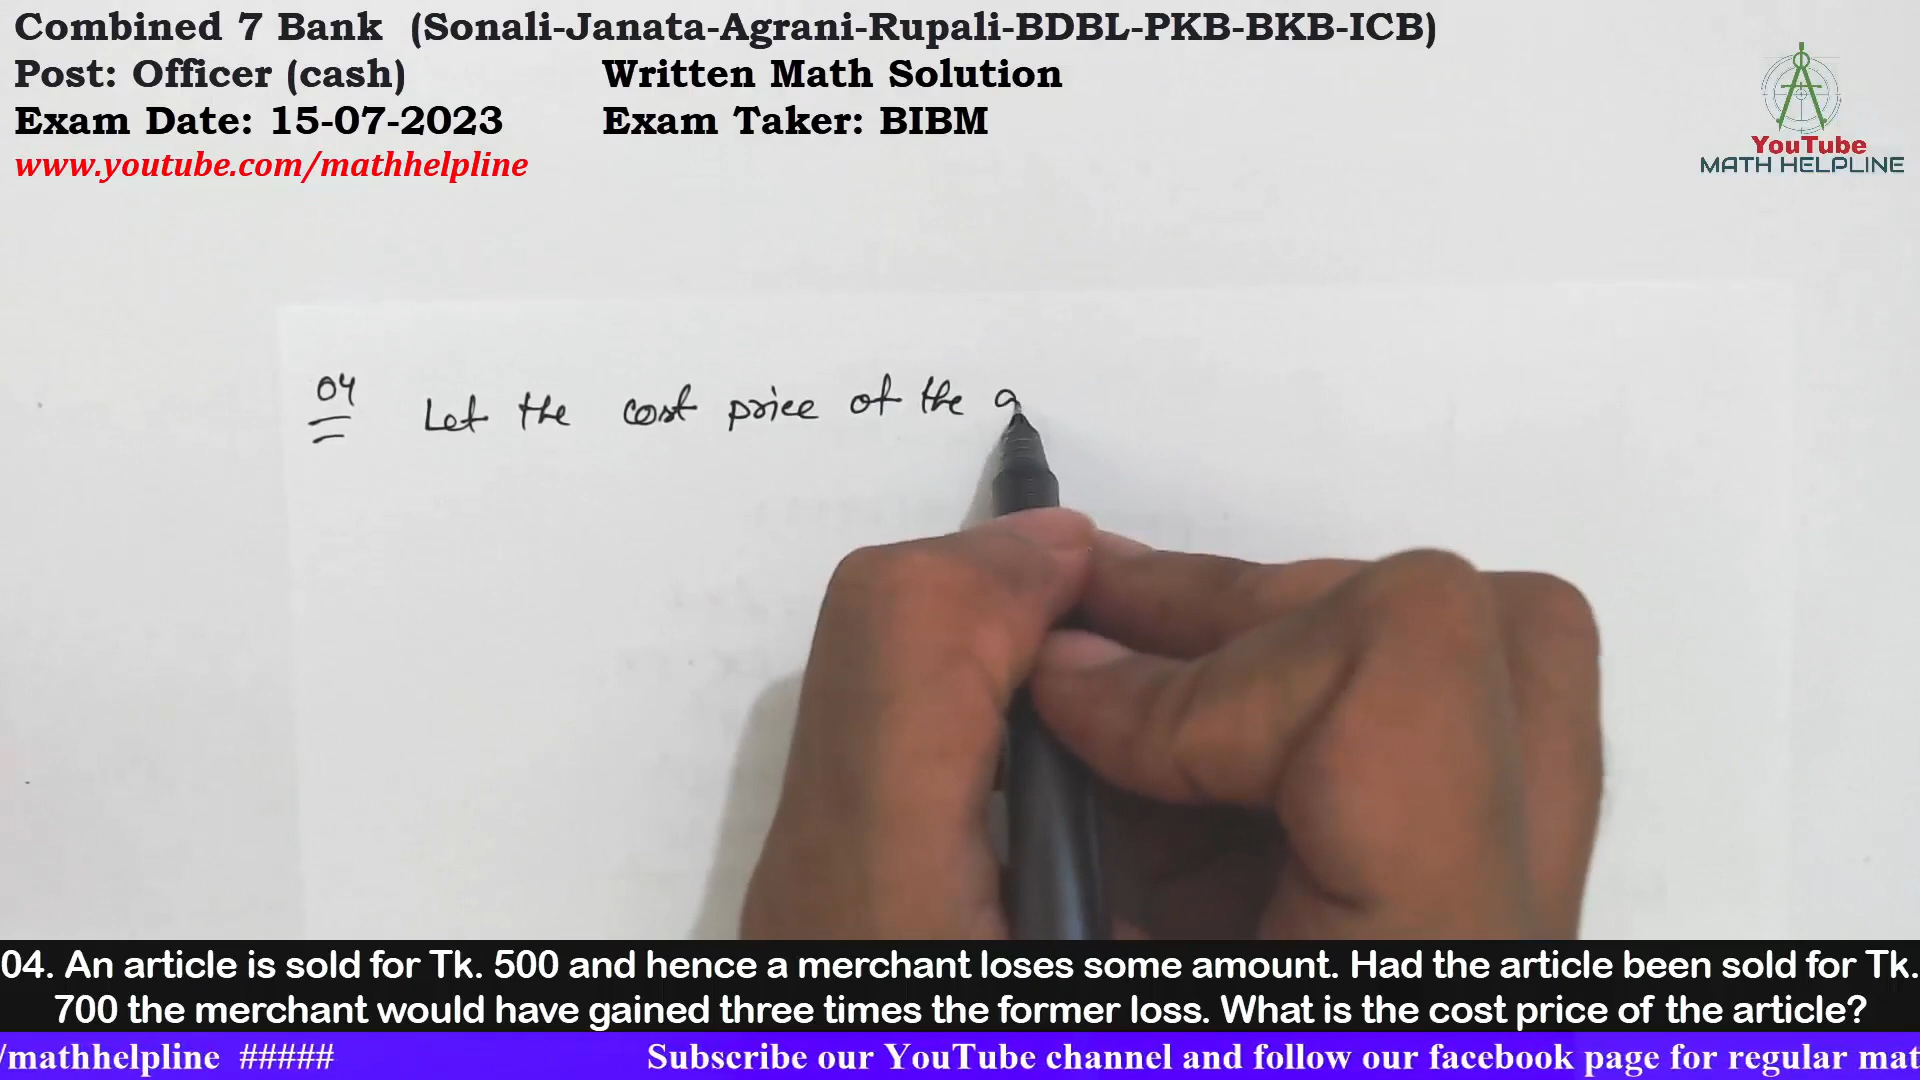 Combined 7 Bank (Sonali-Janata-Agrani-Rupali-BDBL-PKB-BKB-ICB)
Post: Officer (cash) Written Math Solution
Exam Date: 15-07-2023 Exam Taker: BIBM
www.youtube.com/mathhelpline
YouTube
MATH HELPLINE
04 Let the cost price of the a
04. An article is sold for Tk. 500 and hence a merchant loses some amount. Had the article been sold for Tk.
700 the merchant would have gained three times the former loss. What is the cost price of the article?
/mathhelpline ##### Subscribe our YouTube channel and follow our facebook page for regular mat